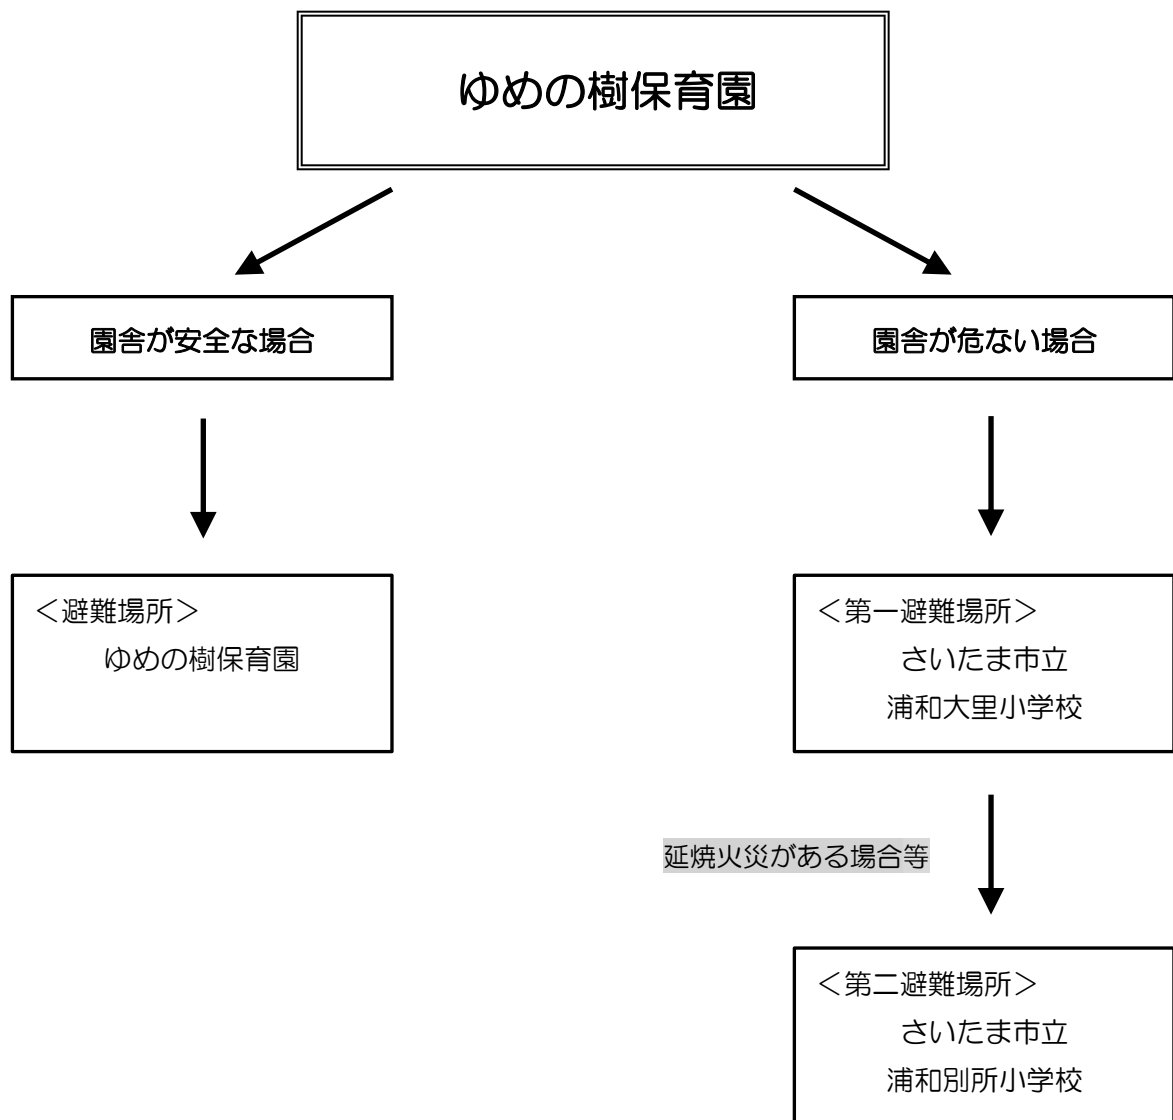 ゆめの樹保育園
園舎が安全な場合
園舎が危ない場合
＜避難場所＞
ゆめの樹保育園
＜第一避難場所＞
さいたま市立
浦和大里小学校
延焼火災がある場合等
＜第二避難場所＞
さいたま市立
浦和別所小学校